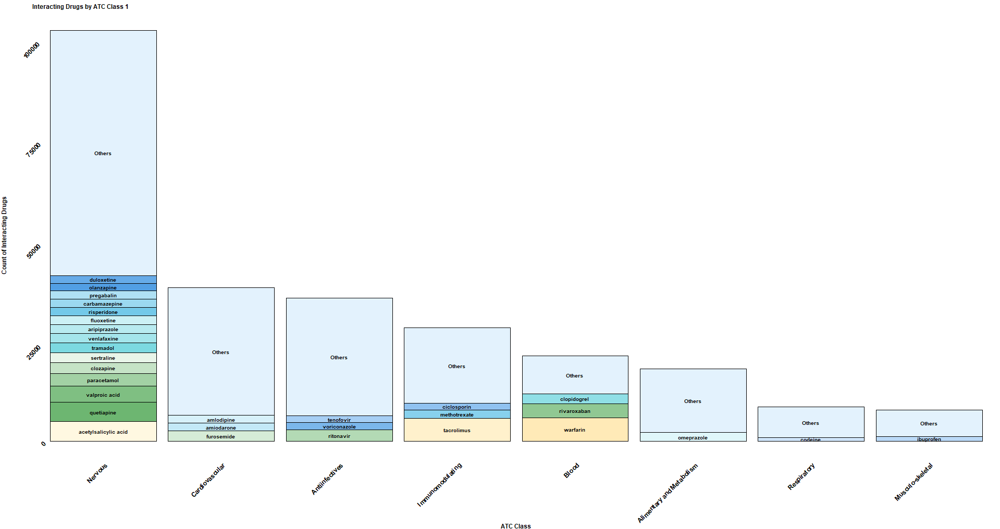 Interacting Drugs by ATC Class 1
Count of Interacting Drugs
100000
75000
50000
25000
0
Others
duloxetine
olanzapine
pregabalin
carbamazepine
risperidone
fluoxetine
aripiprazole
venlafaxine
tramadol
sertraline
clozapine
paracetamol
valproic acid
quetiapine
acetylsalicylic acid
Others
amlodipine
amiodarone
furosemide
Others
tenofovir
voriconazole
ritonavir
Others
ciclosporin
methotrexate
tacrolimus
Others
clopidogrel
rivaroxaban
warfarin
Others
omeprazole
Others
codeine
Others
ibuprofen
Nervous
Cardiovascular
Antiinfectives
Immunomodulating
Blood
Alimentary and Metabolism
Respiratory
Musculo-skeletal
ATC Class